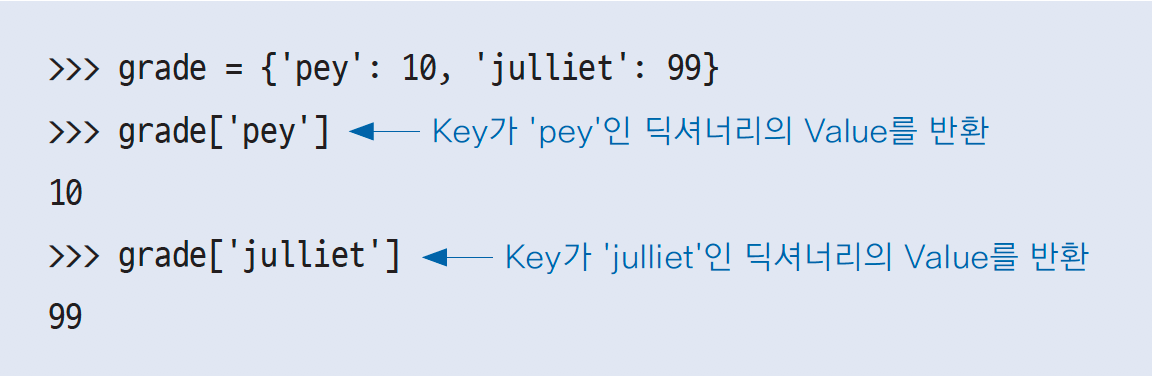 >>> grade = {'pey': 10, 'julliet': 99}
>>> grade['pey'] Key가 'pey'인 딕셔너리의 Value를 반환
10
>>> grade['julliet'] Key가 'julliet'인 딕셔너리의 Value를 반환
99